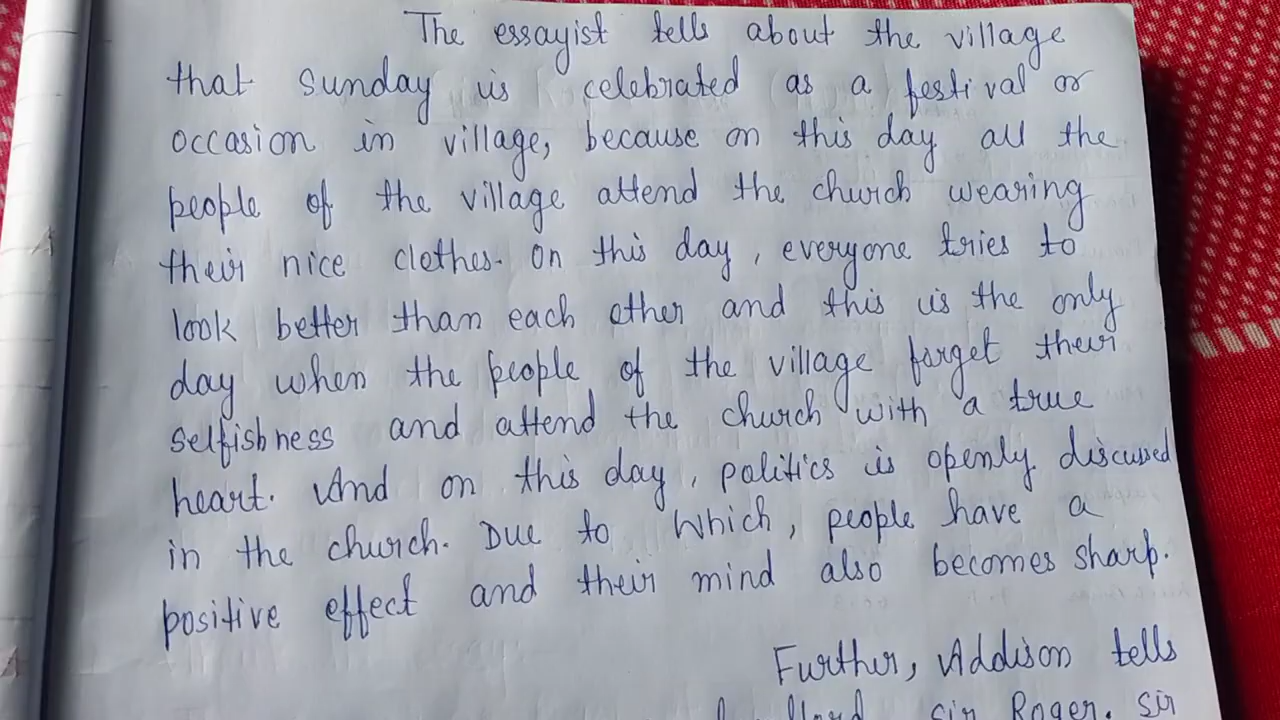 The essayist tells about the village
that Sunday is celebrated as a festival or
occasion in village, because on this day all the
people of the village attend the church wearing
their nice clothes. On this day, everyone tries to
look better than each other and this is the only
day when the people of the village forget their
selfishness and attend the church with a true
heart. And on this day, politics is openly discussed
in the church. Due to which, people have a
positive effect and their mind also becomes sharp.
Further, Addison tells
sir Roger. sir